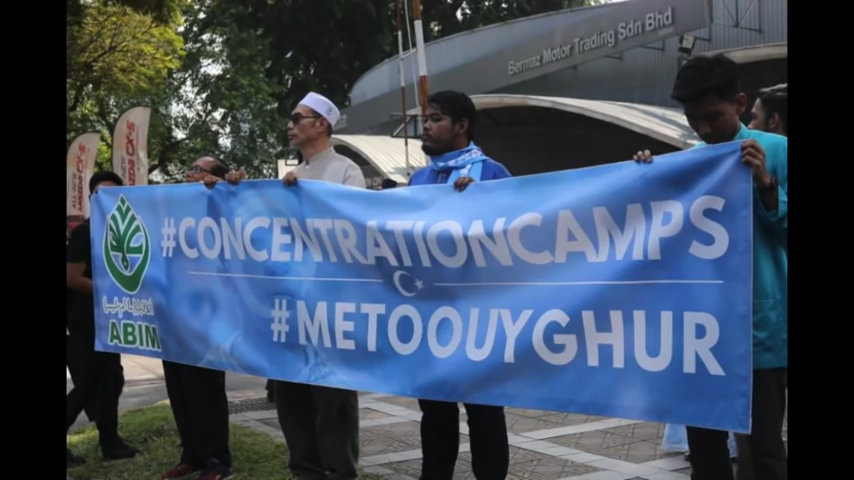 Bermaz Motor Trading Sdn Bhd
#CONCENTRATIONCAMPS
#METOOUYGHUR
ABIM